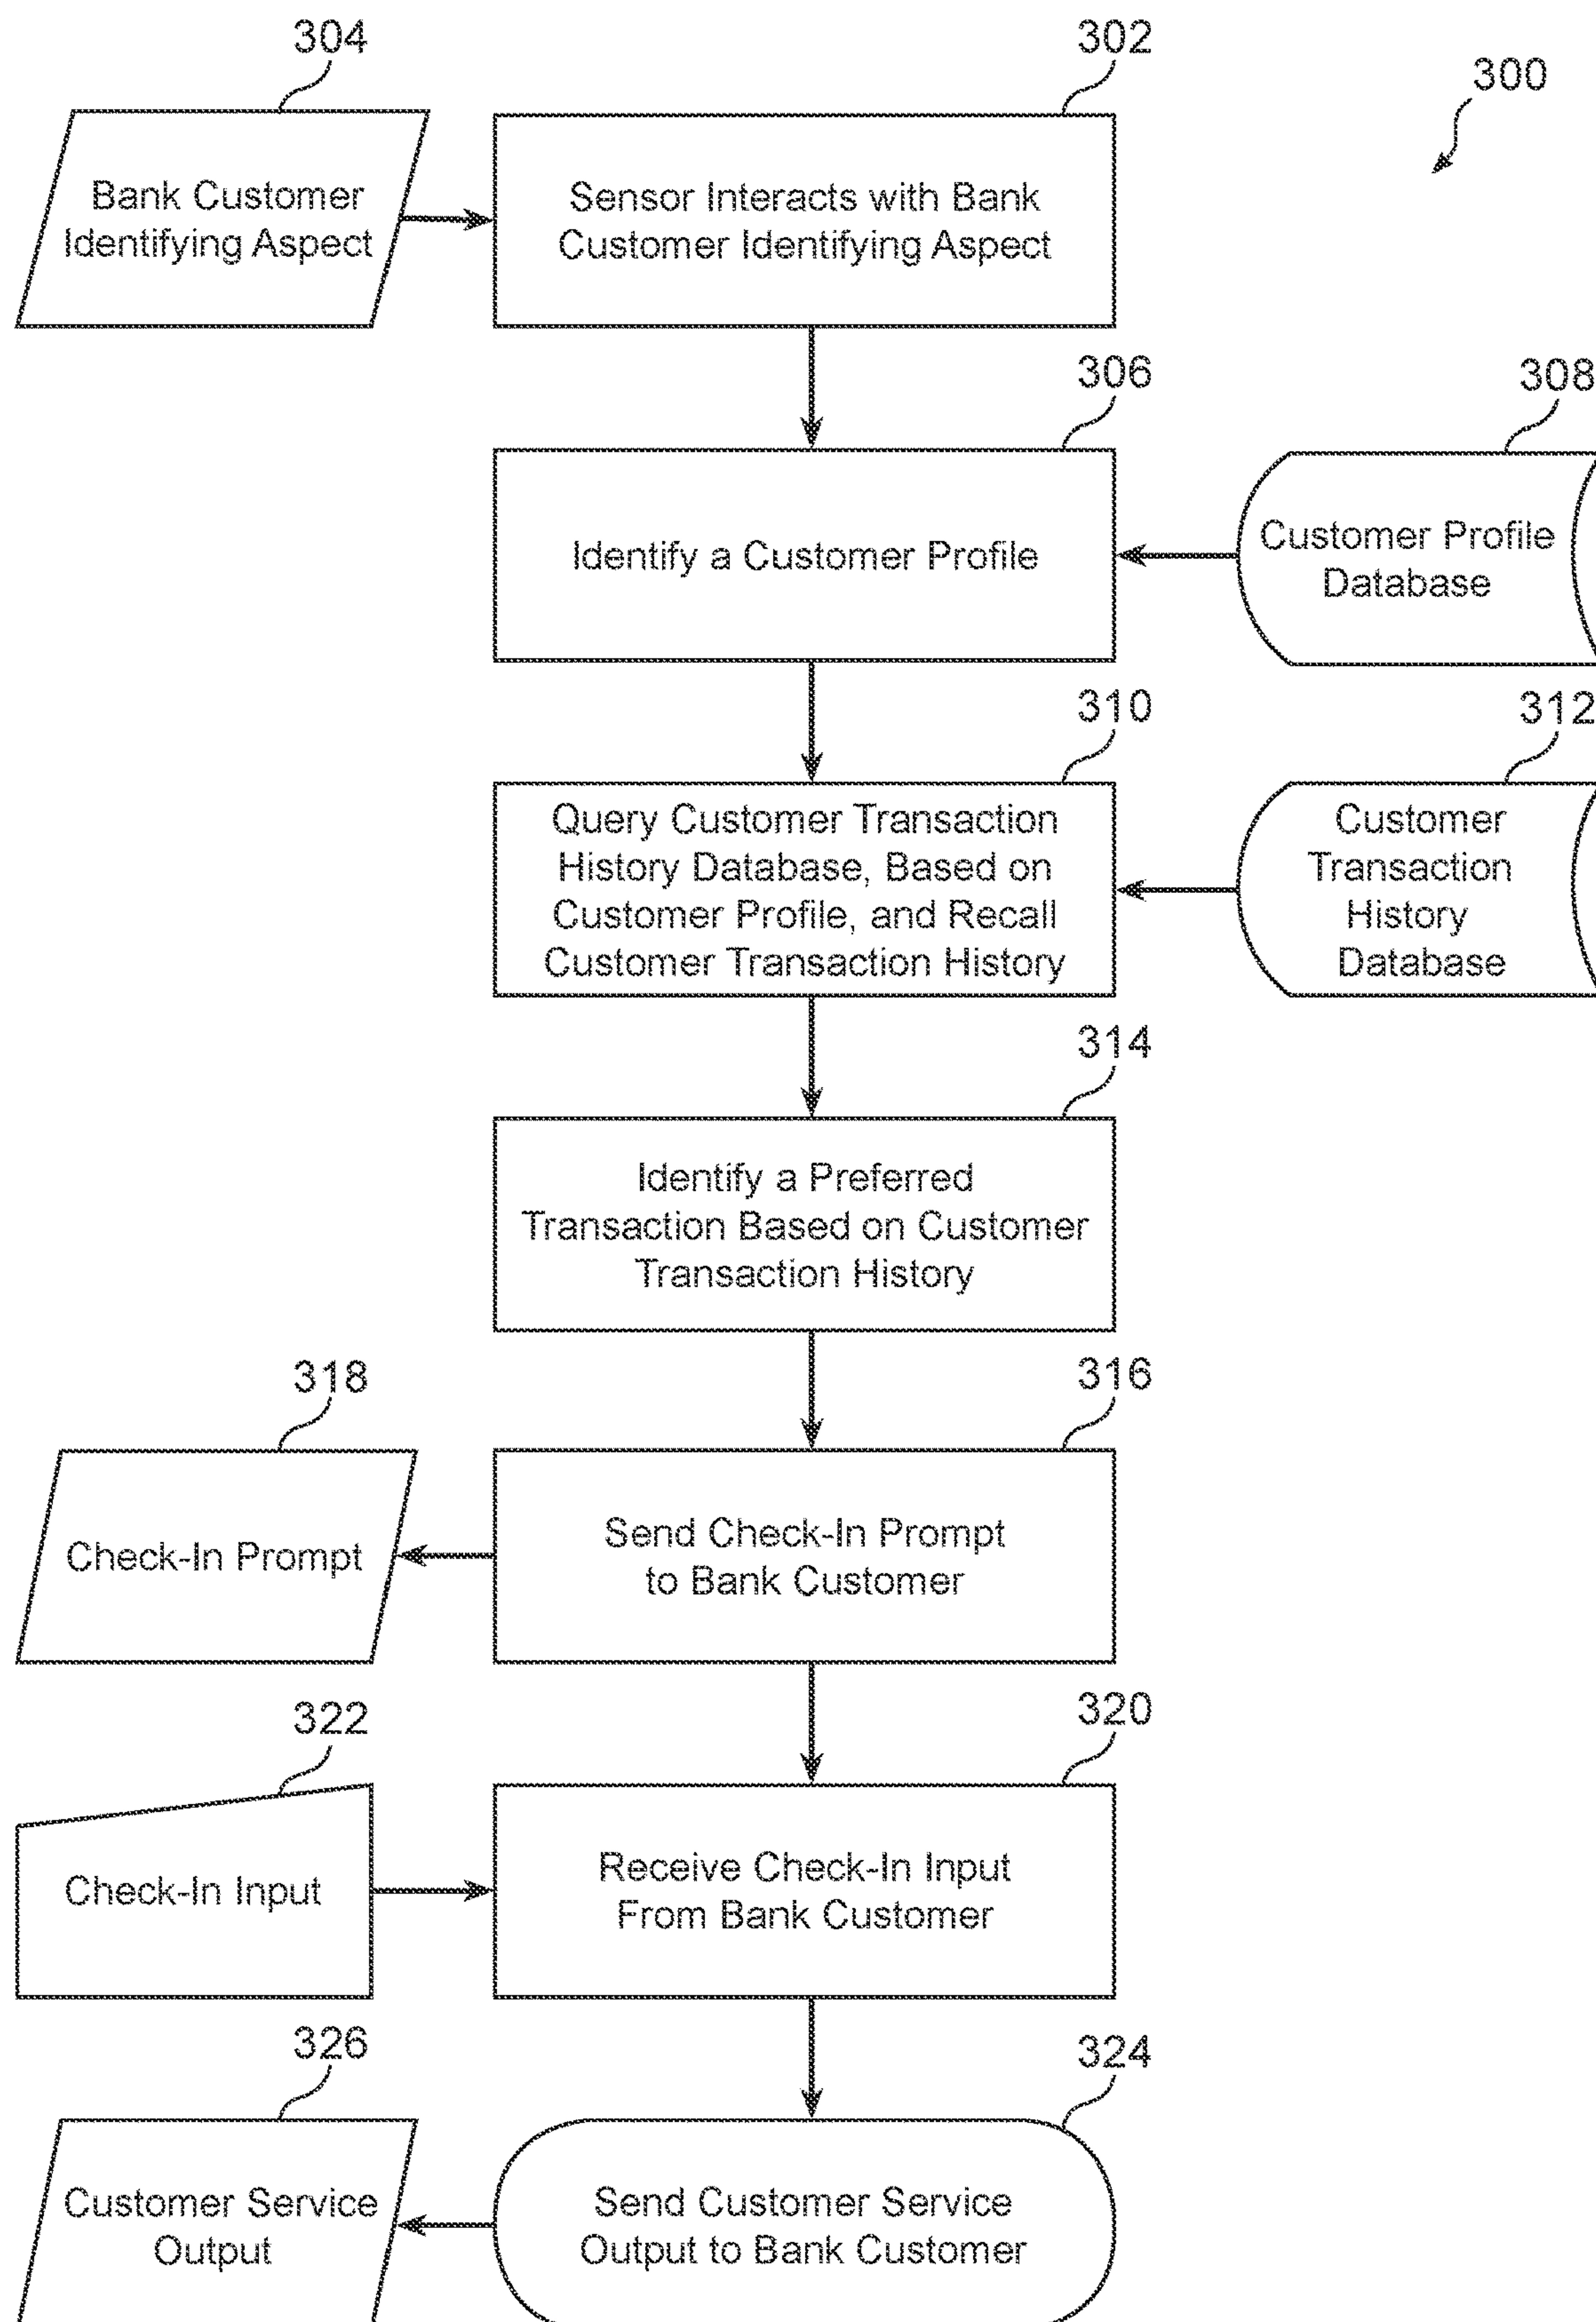 304
302
300
Bank Customer
Identifying Aspect
Sensor Interacts with Bank
Customer Identifying Aspect
306
308
Identify a Customer Profile
Customer Profile
Database
310
312
Query Customer Transaction
History Database, Based on
Customer Profile, and Recall
Customer Transaction History
Customer
Transaction
History
Database
314
Identify a Preferred
Transaction Based on Customer
Transaction History
318
316
Check-In Prompt
Send Check-In Prompt
to Bank Customer
322
320
Check-In Input
Receive Check-In Input
From Bank Customer
326
324
Customer Service
Output
Send Customer Service
Output to Bank Customer